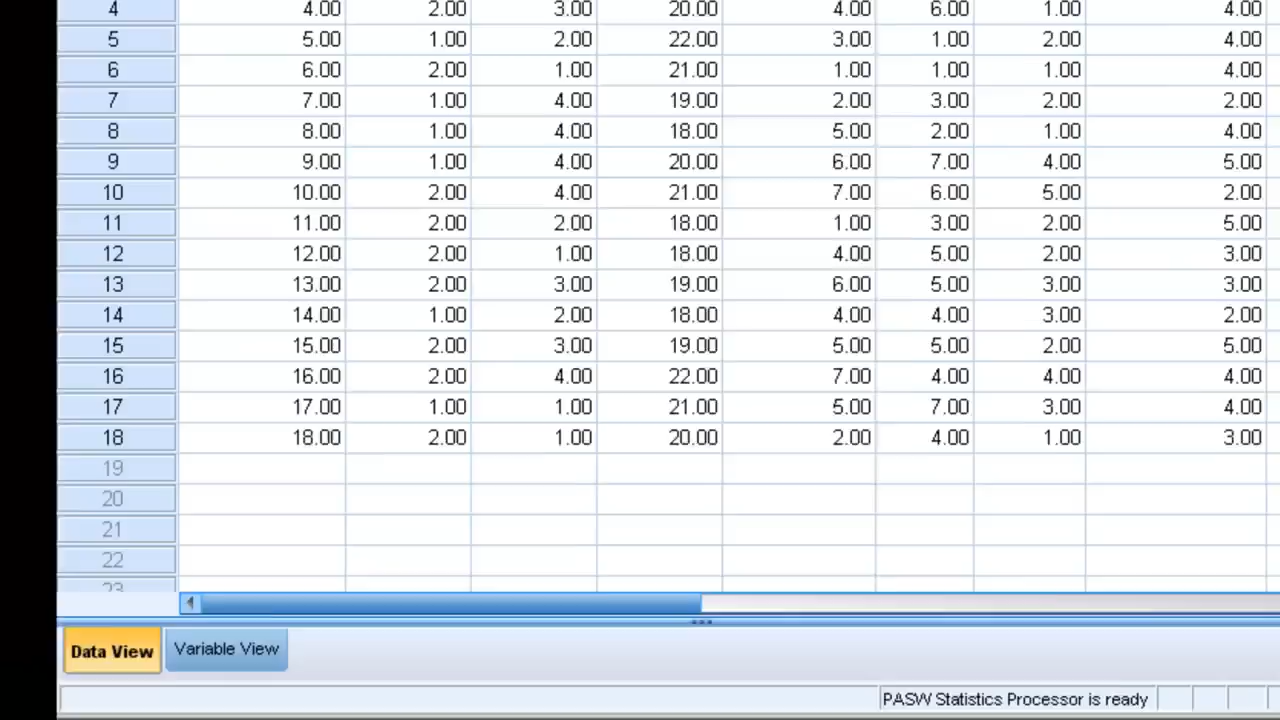 4 4.00 2.00 3.00 20.00 4.00 6.00 1.00 4.00
5 5.00 1.00 2.00 22.00 3.00 1.00 2.00 4.00
6 6.00 2.00 1.00 21.00 1.00 1.00 1.00 4.00
7 7.00 1.00 4.00 19.00 2.00 3.00 2.00 2.00
8 8.00 1.00 4.00 18.00 5.00 2.00 1.00 4.00
9 9.00 1.00 4.00 20.00 6.00 7.00 4.00 5.00
10 10.00 2.00 4.00 21.00 7.00 6.00 5.00 2.00
11 11.00 2.00 2.00 18.00 1.00 3.00 2.00 5.00
12 12.00 2.00 1.00 18.00 4.00 5.00 2.00 3.00
13 13.00 2.00 3.00 19.00 6.00 5.00 3.00 3.00
14 14.00 1.00 2.00 18.00 4.00 4.00 3.00 2.00
15 15.00 2.00 3.00 19.00 5.00 5.00 2.00 5.00
16 16.00 2.00 4.00 22.00 7.00 4.00 4.00 4.00
17 17.00 1.00 1.00 21.00 5.00 7.00 3.00 4.00
18 18.00 2.00 1.00 20.00 2.00 4.00 1.00 3.00
19
20
21
22
23
Data View Variable View
PASW Statistics Processor is ready